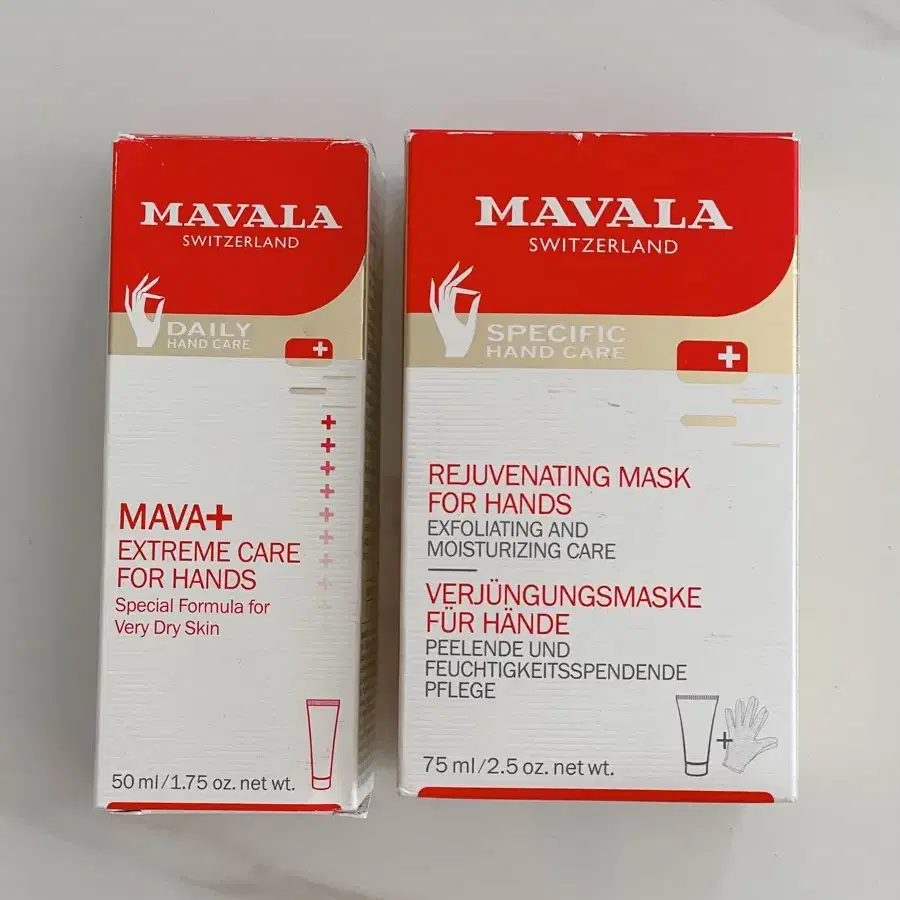 MAVALA
SWITZERLAND
DAILY
HAND CARE
MAVA+
EXTREME CARE
FOR HANDS
Special Formula for
Very Dry Skin
50 ml/1.75 oz. net wt.
MAVALA
SWITZERLAND
SPECIFIC
HAND CARE
REJUVENATING MASK
FOR HANDS
EXFOLIATING AND
MOISTURIZING CARE
VERJÜNGUNGSMASKE
FÜR HÄNDE
PEELENDE UND
FEUCHTIGKEITSSPENDENDE
PFLEGE
75 ml/2.5 oz. net wt.